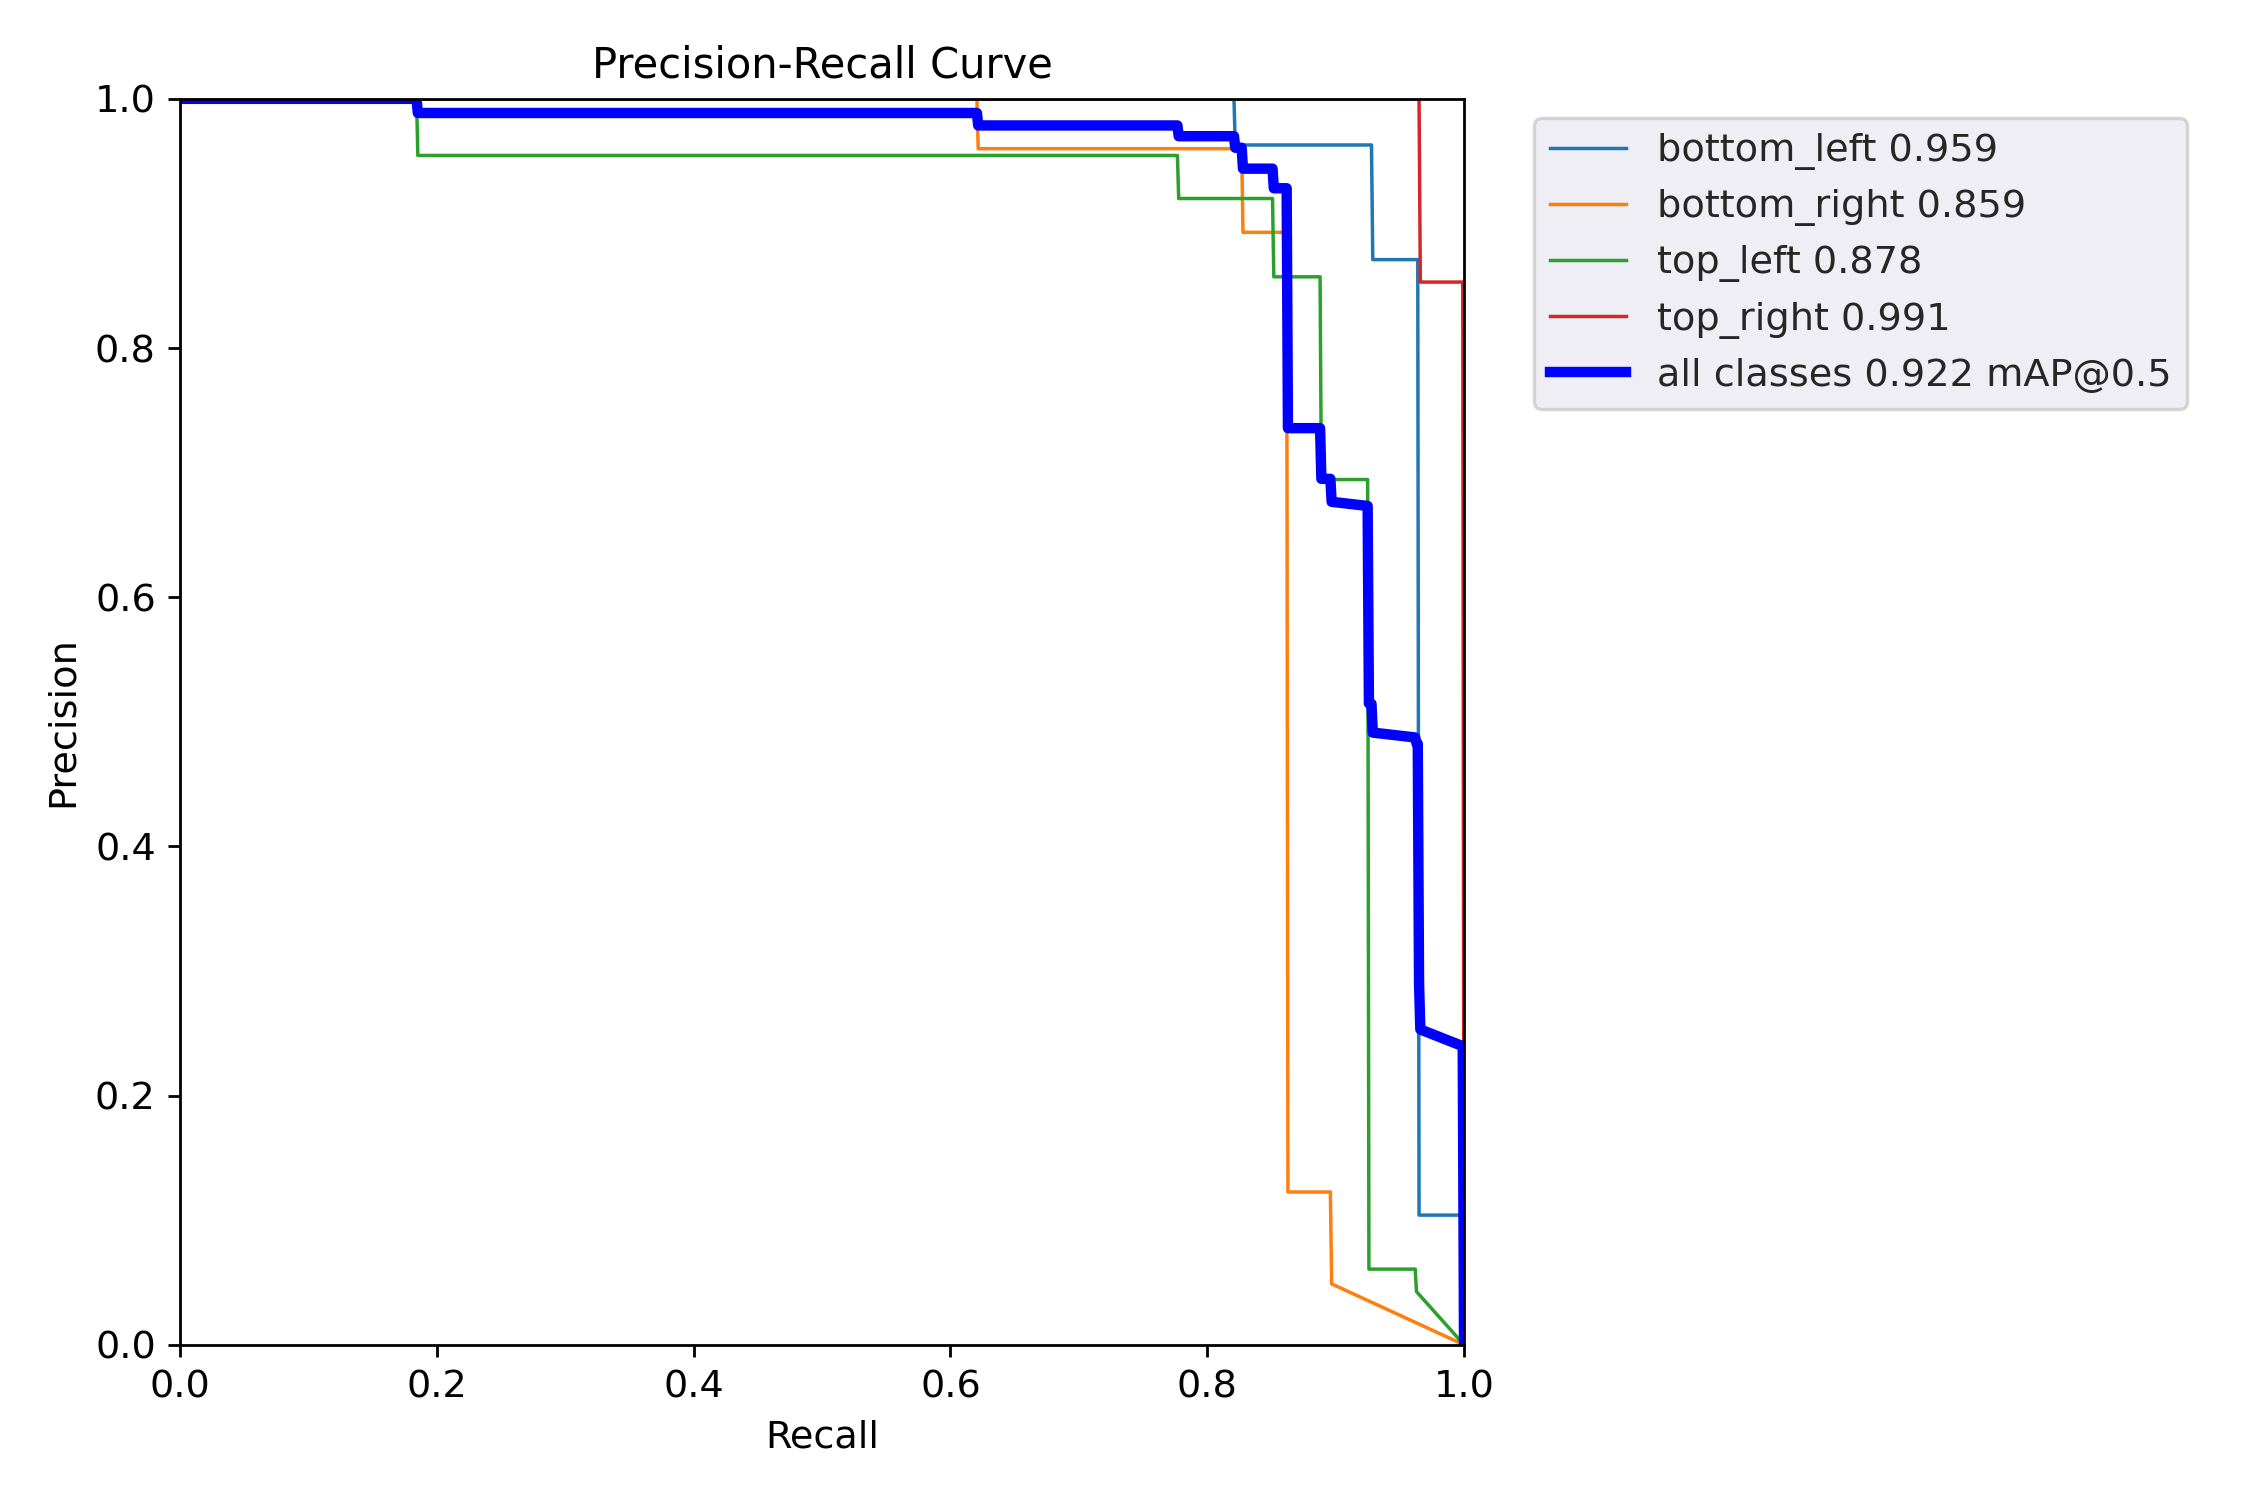 Precision-Recall Curve
1.0
0.8
0.6
0.4
0.2
0.0
Precision
0.0 0.2 0.4 0.6 0.8 1.0
Recall
bottom_left 0.959
bottom_right 0.859
top_left 0.878
top_right 0.991
all classes 0.922 mAP@0.5